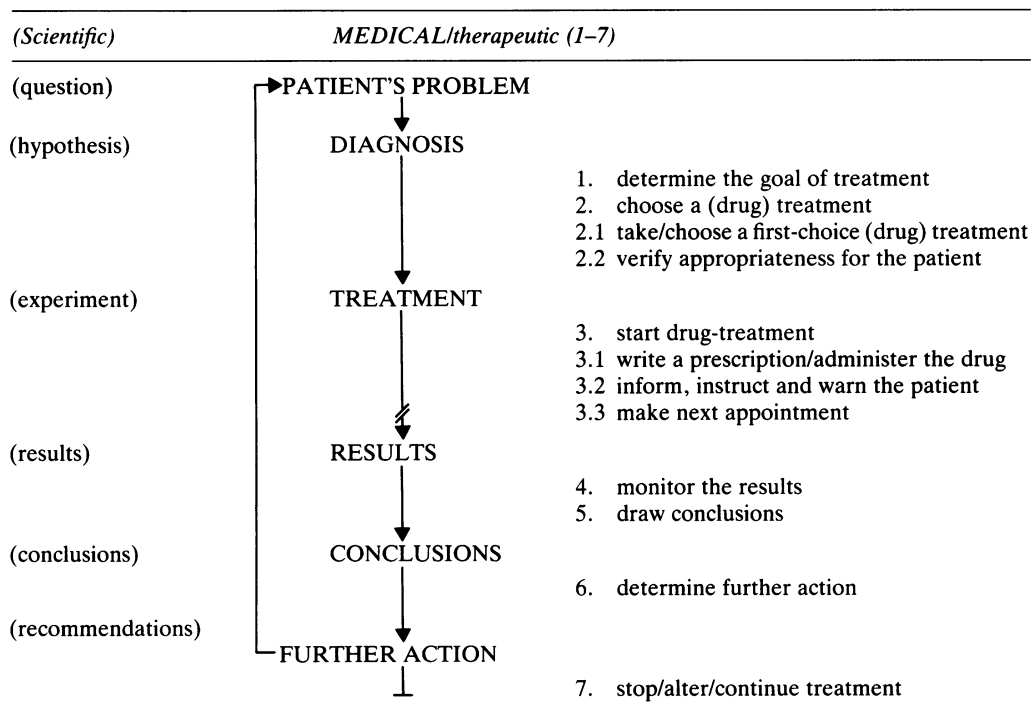 (Scientific) MEDICAL/therapeutic (1–7)
(question) PATIENT'S PROBLEM
(hypothesis) DIAGNOSIS
1. determine the goal of treatment
2. choose a (drug) treatment
2.1 take/choose a first-choice (drug) treatment
2.2 verify appropriateness for the patient
(experiment) TREATMENT
3. start drug-treatment
3.1 write a prescription/administer the drug
3.2 inform, instruct and warn the patient
3.3 make next appointment
(results) RESULTS
4. monitor the results
5. draw conclusions
(conclusions) CONCLUSIONS
6. determine further action
(recommendations)
FURTHER ACTION
7. stop/alter/continue treatment